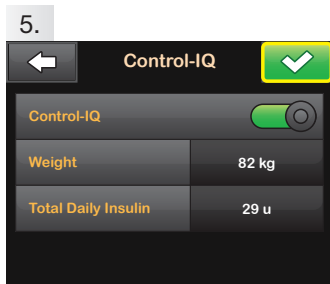 5.
Control-IQ
Control-IQ
Weight 82 kg
Total Daily Insulin 29 u